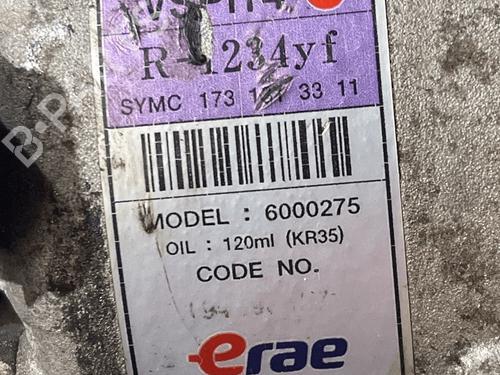 R-1234yf
SYMC 173 33 11
MODEL : 6000275
OIL : 120ml (KR35)
CODE NO.
erae